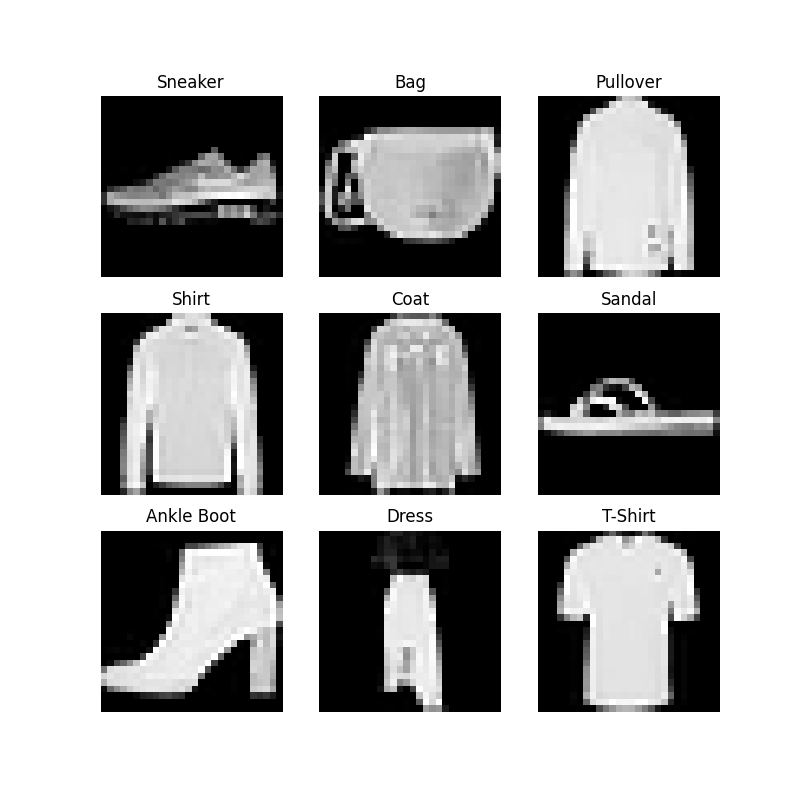 Sneaker
Bag
Pullover
Shirt
Coat
Sandal
Ankle Boot
Dress
T-Shirt